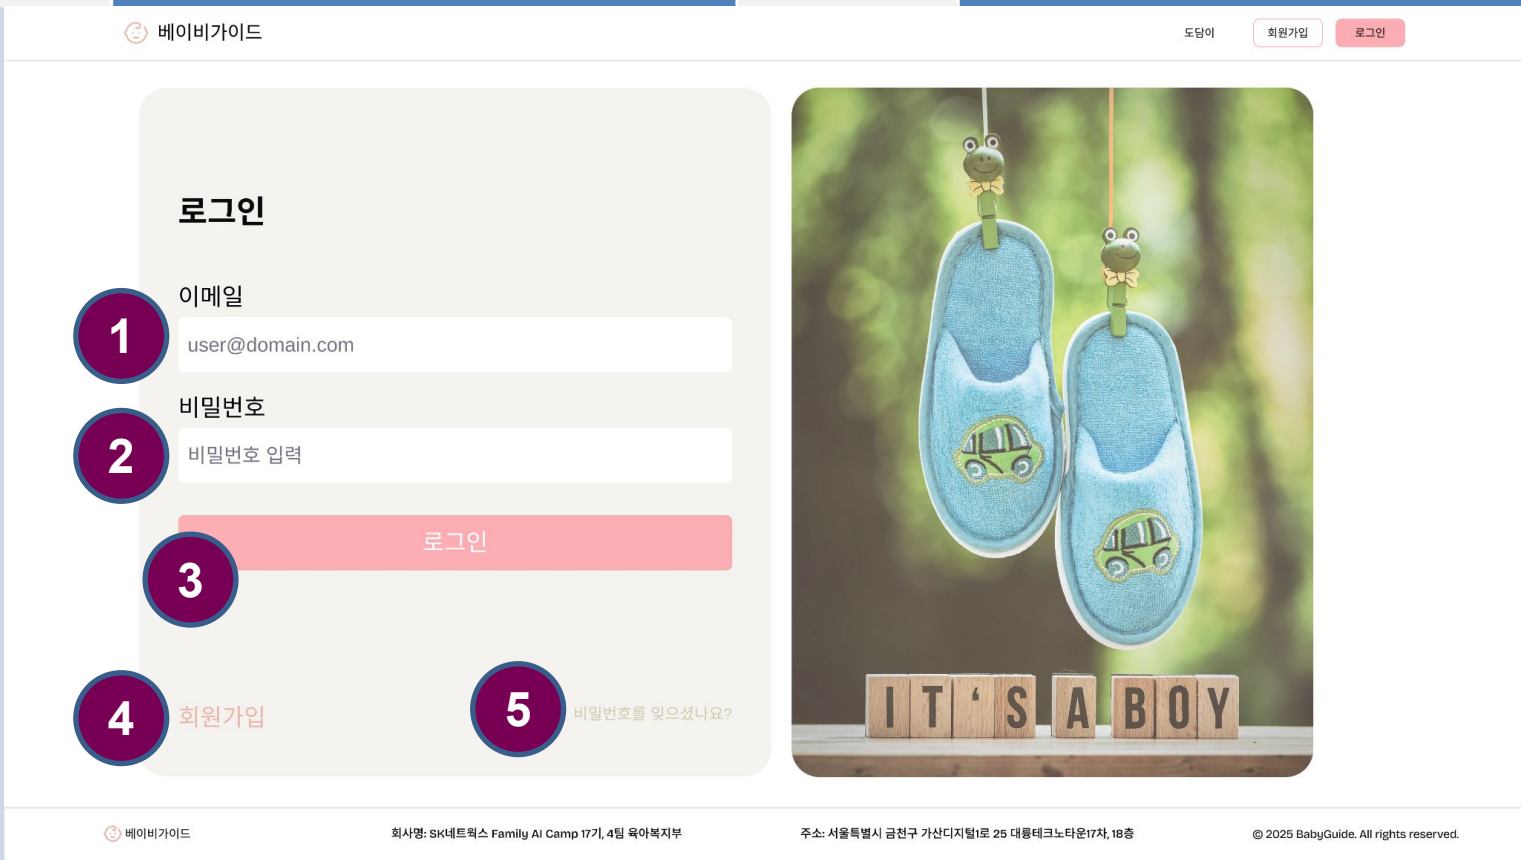 베이비가이드
도담이
회원가입
로그인
로그인
이메일
1
user@domain.com
비밀번호
2
비밀번호 입력
로그인
3
4
회원가입
5
비밀번호를 잊으셨나요?
IT'S A BOY
베이비가이드
회사명: SK네트웍스 Family AI Camp 17기, 4팀 육아복지부
주소: 서울특별시 금천구 가산디지털1로 25 대륭테크노타운17차, 18층
© 2025 BabyGuide. All rights reserved.